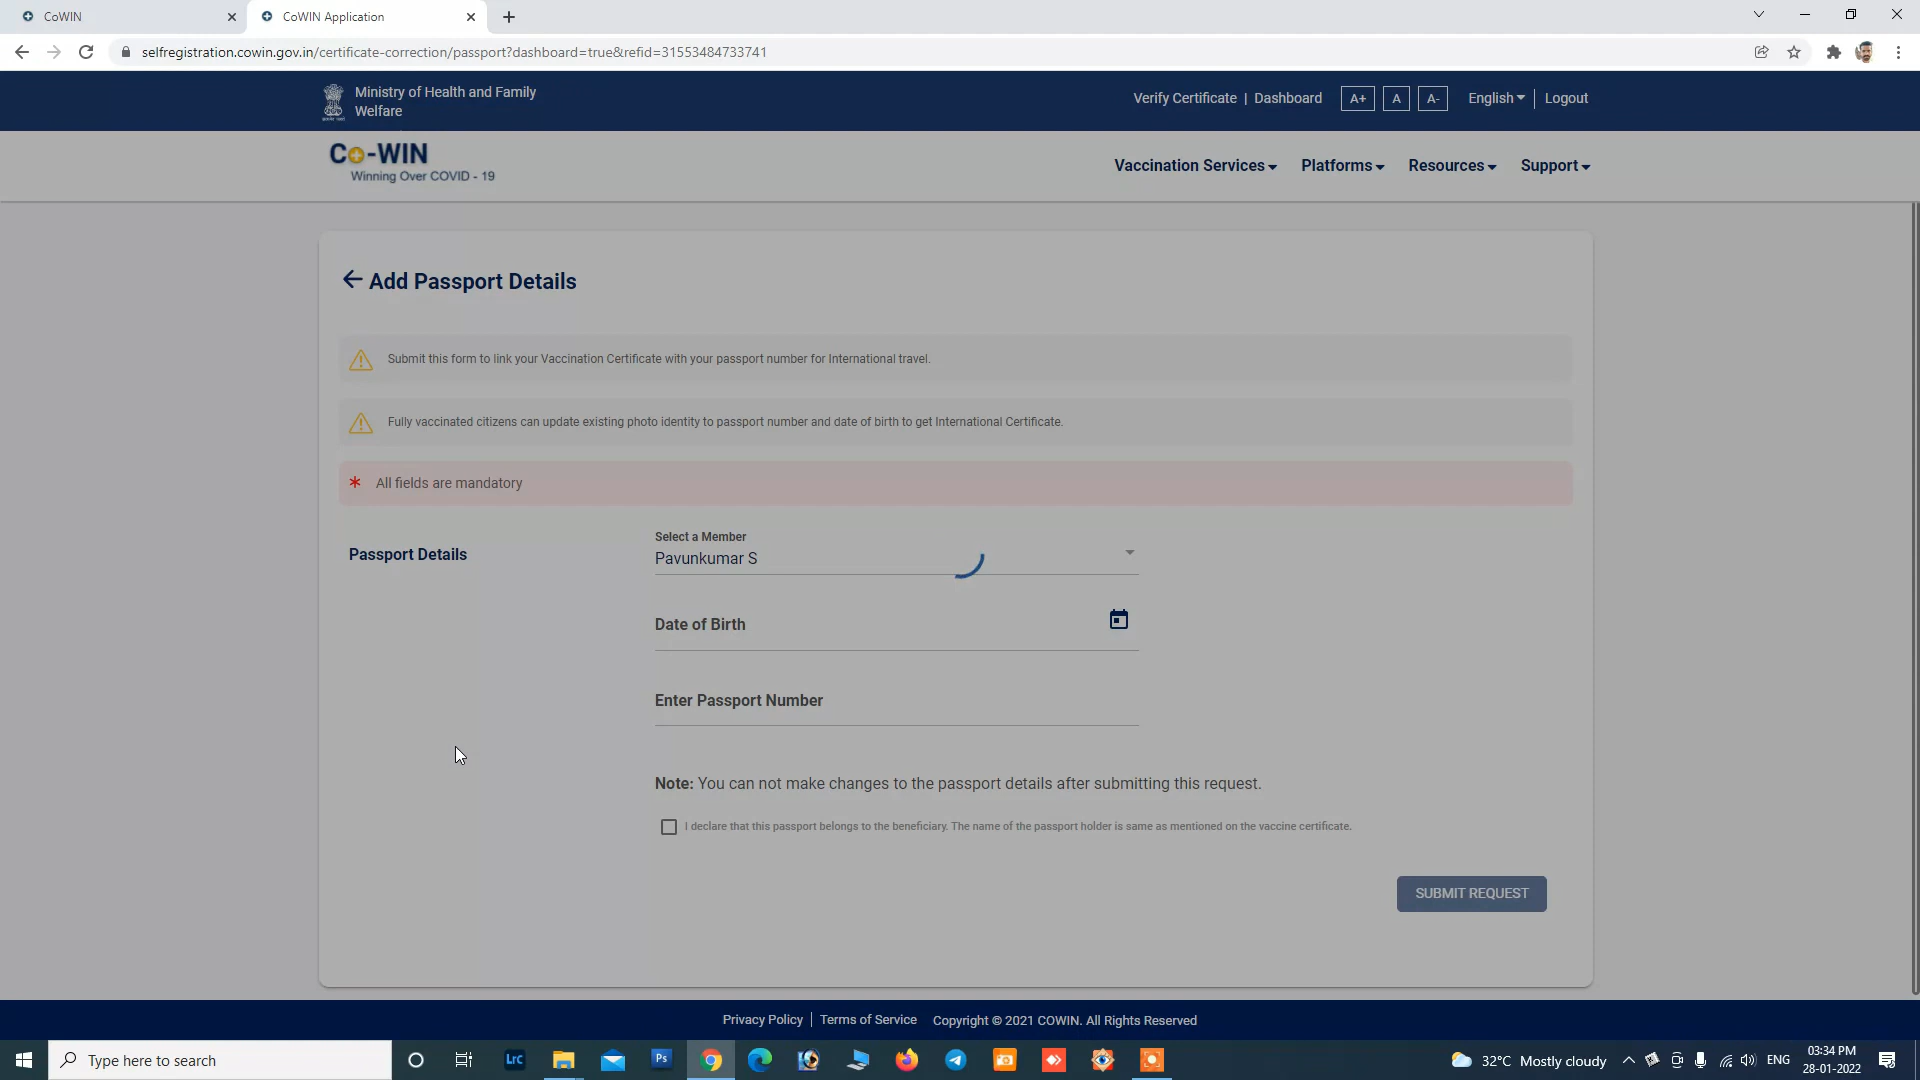 CoWIN
CoWIN Application
selfregistration.cowin.gov.in/certificate-correction/passport?dashboard=true&refid=31553484733741
Ministry of Health and Family
Welfare
Verify Certificate | Dashboard A+ A A- English Logout
Co-WIN
Winning Over COVID - 19
Vaccination Services Platforms Resources Support
Add Passport Details
Submit this form to link your Vaccination Certificate with your passport number for International travel.
Fully vaccinated citizens can update existing photo identity to passport number and date of birth to get International Certificate.
* All fields are mandatory
Passport Details
Select a Member
Pavunkumar S
Date of Birth
Enter Passport Number
Note: You can not make changes to the passport details after submitting this request.
I declare that this passport belongs to the beneficiary. The name of the passport holder is same as mentioned on the vaccine certificate.
SUBMIT REQUEST
Privacy Policy | Terms of Service Copyright © 2021 COWIN. All Rights Reserved
Type here to search
Lrc
Ps
32°C Mostly cloudy
ENG
03:34 PM
28-01-2022